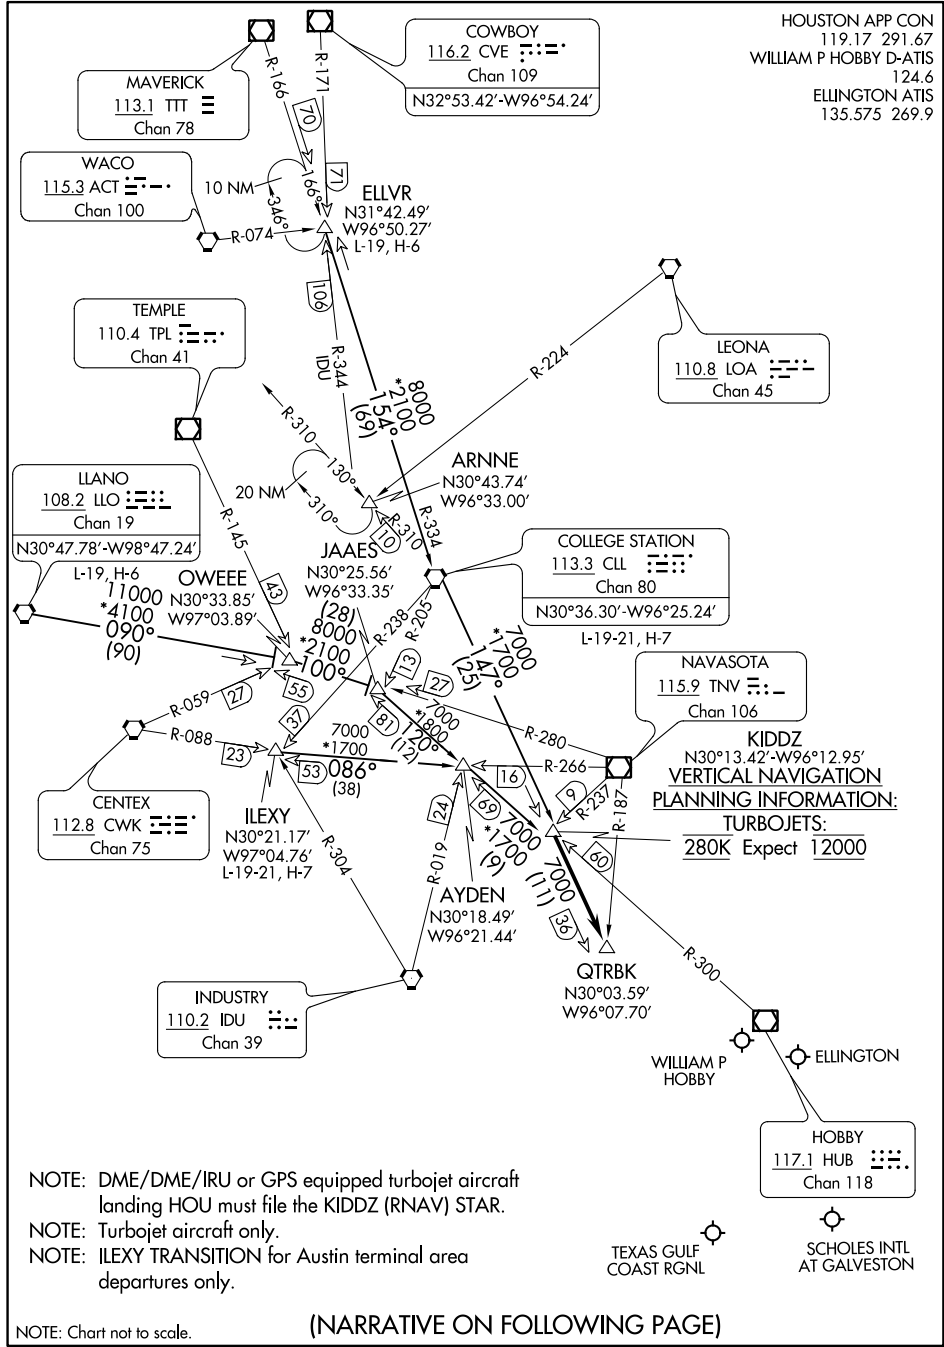 HOUSTON APP CON
119.17 291.67
WILLIAM P HOBBY D-ATIS
124.6
ELLINGTON ATIS
135.575 269.9
COWBOY
116.2 CVE
Chan 109
N32°53.42'-W96°54.24'
MAVERICK
113.1 TTT
Chan 78
R-166
R-171
70
71
WACO
115.3 ACT
Chan 100
10 NM
166°
346°
R-074
ELLVR
N31°42.49'
W96°50.27'
L-19, H-6
106
R-344
IDU
TEMPLE
110.4 TPL
Chan 41
LEONA
110.8 LOA
Chan 45
R-224
8000
*2100
154°
(69)
R-310
130°
310°
20 NM
ARNNE
N30°43.74'
W96°33.00'
R-310
10
R-334
LLANO
108.2 LLO
Chan 19
N30°47.78'-W98°47.24'
L-19, H-6
R-145
43
COLLEGE STATION
113.3 CLL
Chan 80
N30°36.30'-W96°25.24'
L-19-21, H-7
JAAES
N30°25.56'
W96°33.35'
OWEEE
N30°33.85'
W97°03.89'
11000
*4100
090°
(90)
(28)
8000
*2100
100°
R-238
R-205
7000
*1700
147°
(25)
NAVASOTA
115.9 TNV
Chan 106
R-059
27
55
37
13
27
81
7000
*1800
120°
(12)
R-280
R-266
R-088
23
7000
*1700
086°
(38)
53
16
9
R-237
R-187
KIDDZ
N30°13.42'-W96°12.95'
VERTICAL NAVIGATION
PLANNING INFORMATION:
TURBOJETS:
280K Expect 12000
CENTEX
112.8 CWK
Chan 75
ILEXY
N30°21.17'
W97°04.76'
L-19-21, H-7
R-304
24
R-019
69
7000
*1700
(9)
7000
(11)
60
36
AYDEN
N30°18.49'
W96°21.44'
R-300
QTRBK
N30°03.59'
W96°07.70'
INDUSTRY
110.2 IDU
Chan 39
WILLIAM P
HOBBY
ELLINGTON
HOBBY
117.1 HUB
Chan 118
NOTE: DME/DME/IRU or GPS equipped turbojet aircraft
landing HOU must file the KIDDZ (RNAV) STAR.
NOTE: Turbojet aircraft only.
NOTE: ILEXY TRANSITION for Austin terminal area
departures only.
TEXAS GULF
COAST RGNL
SCHOLES INTL
AT GALVESTON
NOTE: Chart not to scale.
(NARRATIVE ON FOLLOWING PAGE)